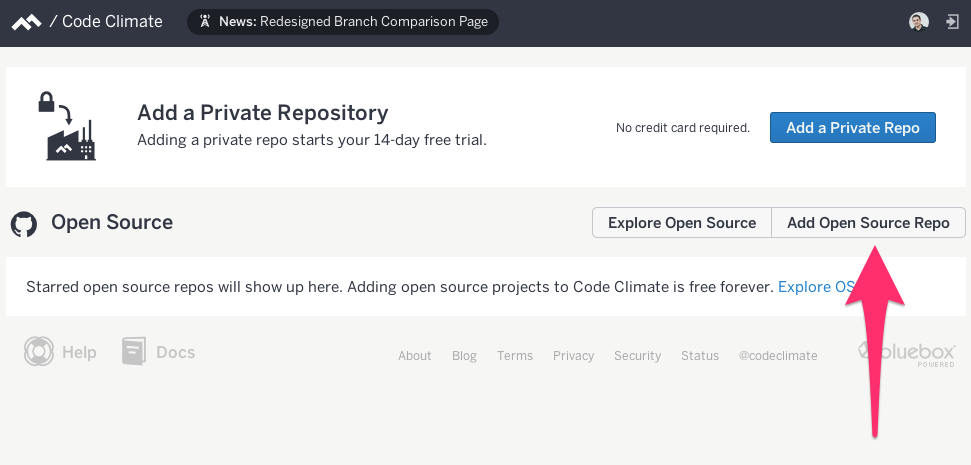 / Code Climate
News: Redesigned Branch Comparison Page
Add a Private Repository
Adding a private repo starts your 14-day free trial.
No credit card required.
Add a Private Repo
Open Source
Explore Open Source
Add Open Source Repo
Starred open source repos will show up here. Adding open source projects to Code Climate is free forever. Explore OS
Help
Docs
About
Blog
Terms
Privacy
Security
Status
@codeclimate
bluebox
POWERED